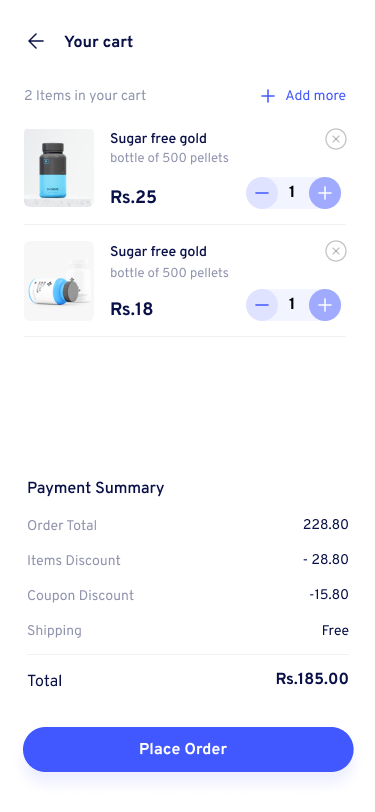 Your cart
2 Items in your cart
Add more
Sugar free gold
bottle of 500 pellets
Rs.25
1
Sugar free gold
bottle of 500 pellets
Rs.18
1
Payment Summary
Order Total 228.80
Items Discount - 28.80
Coupon Discount -15.80
Shipping Free
Total Rs.185.00
Place Order